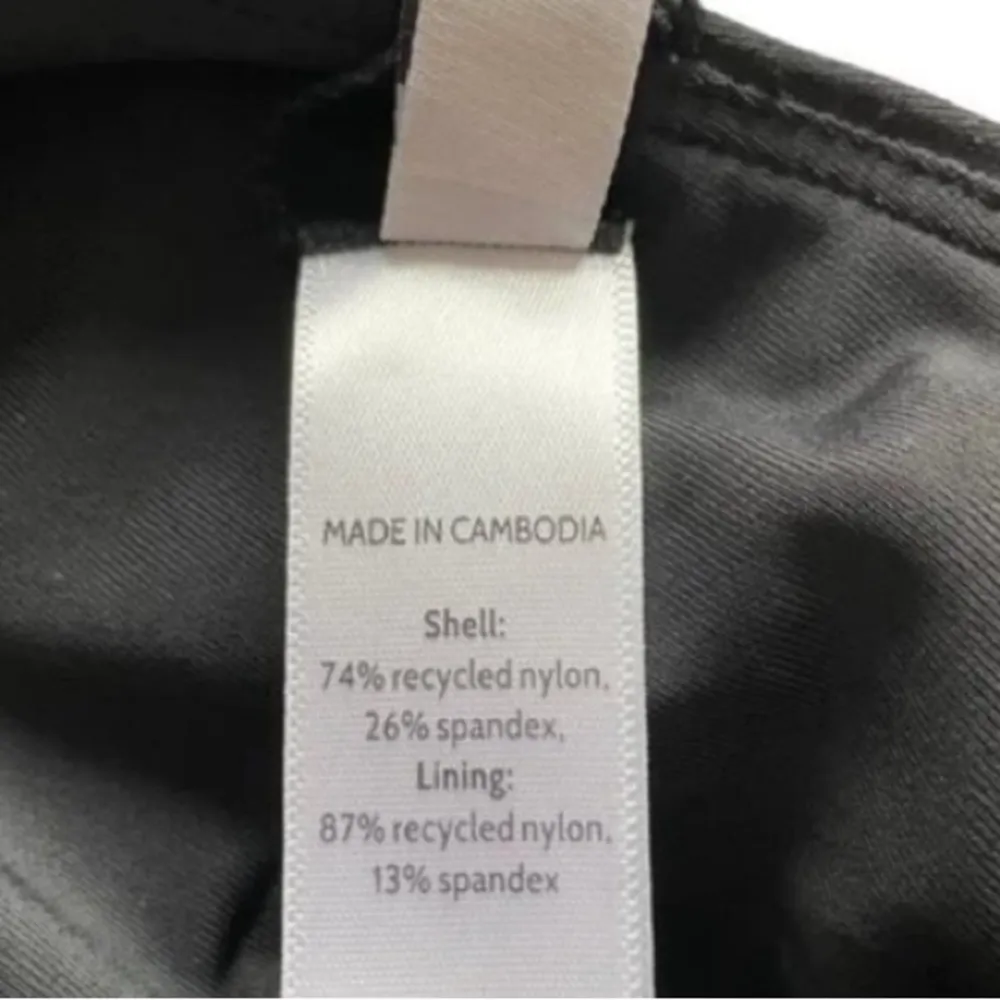 MADE IN CAMBODIA
Shell:
74% recycled nylon,
26% spandex,
Lining:
87% recycled nylon,
13% spandex